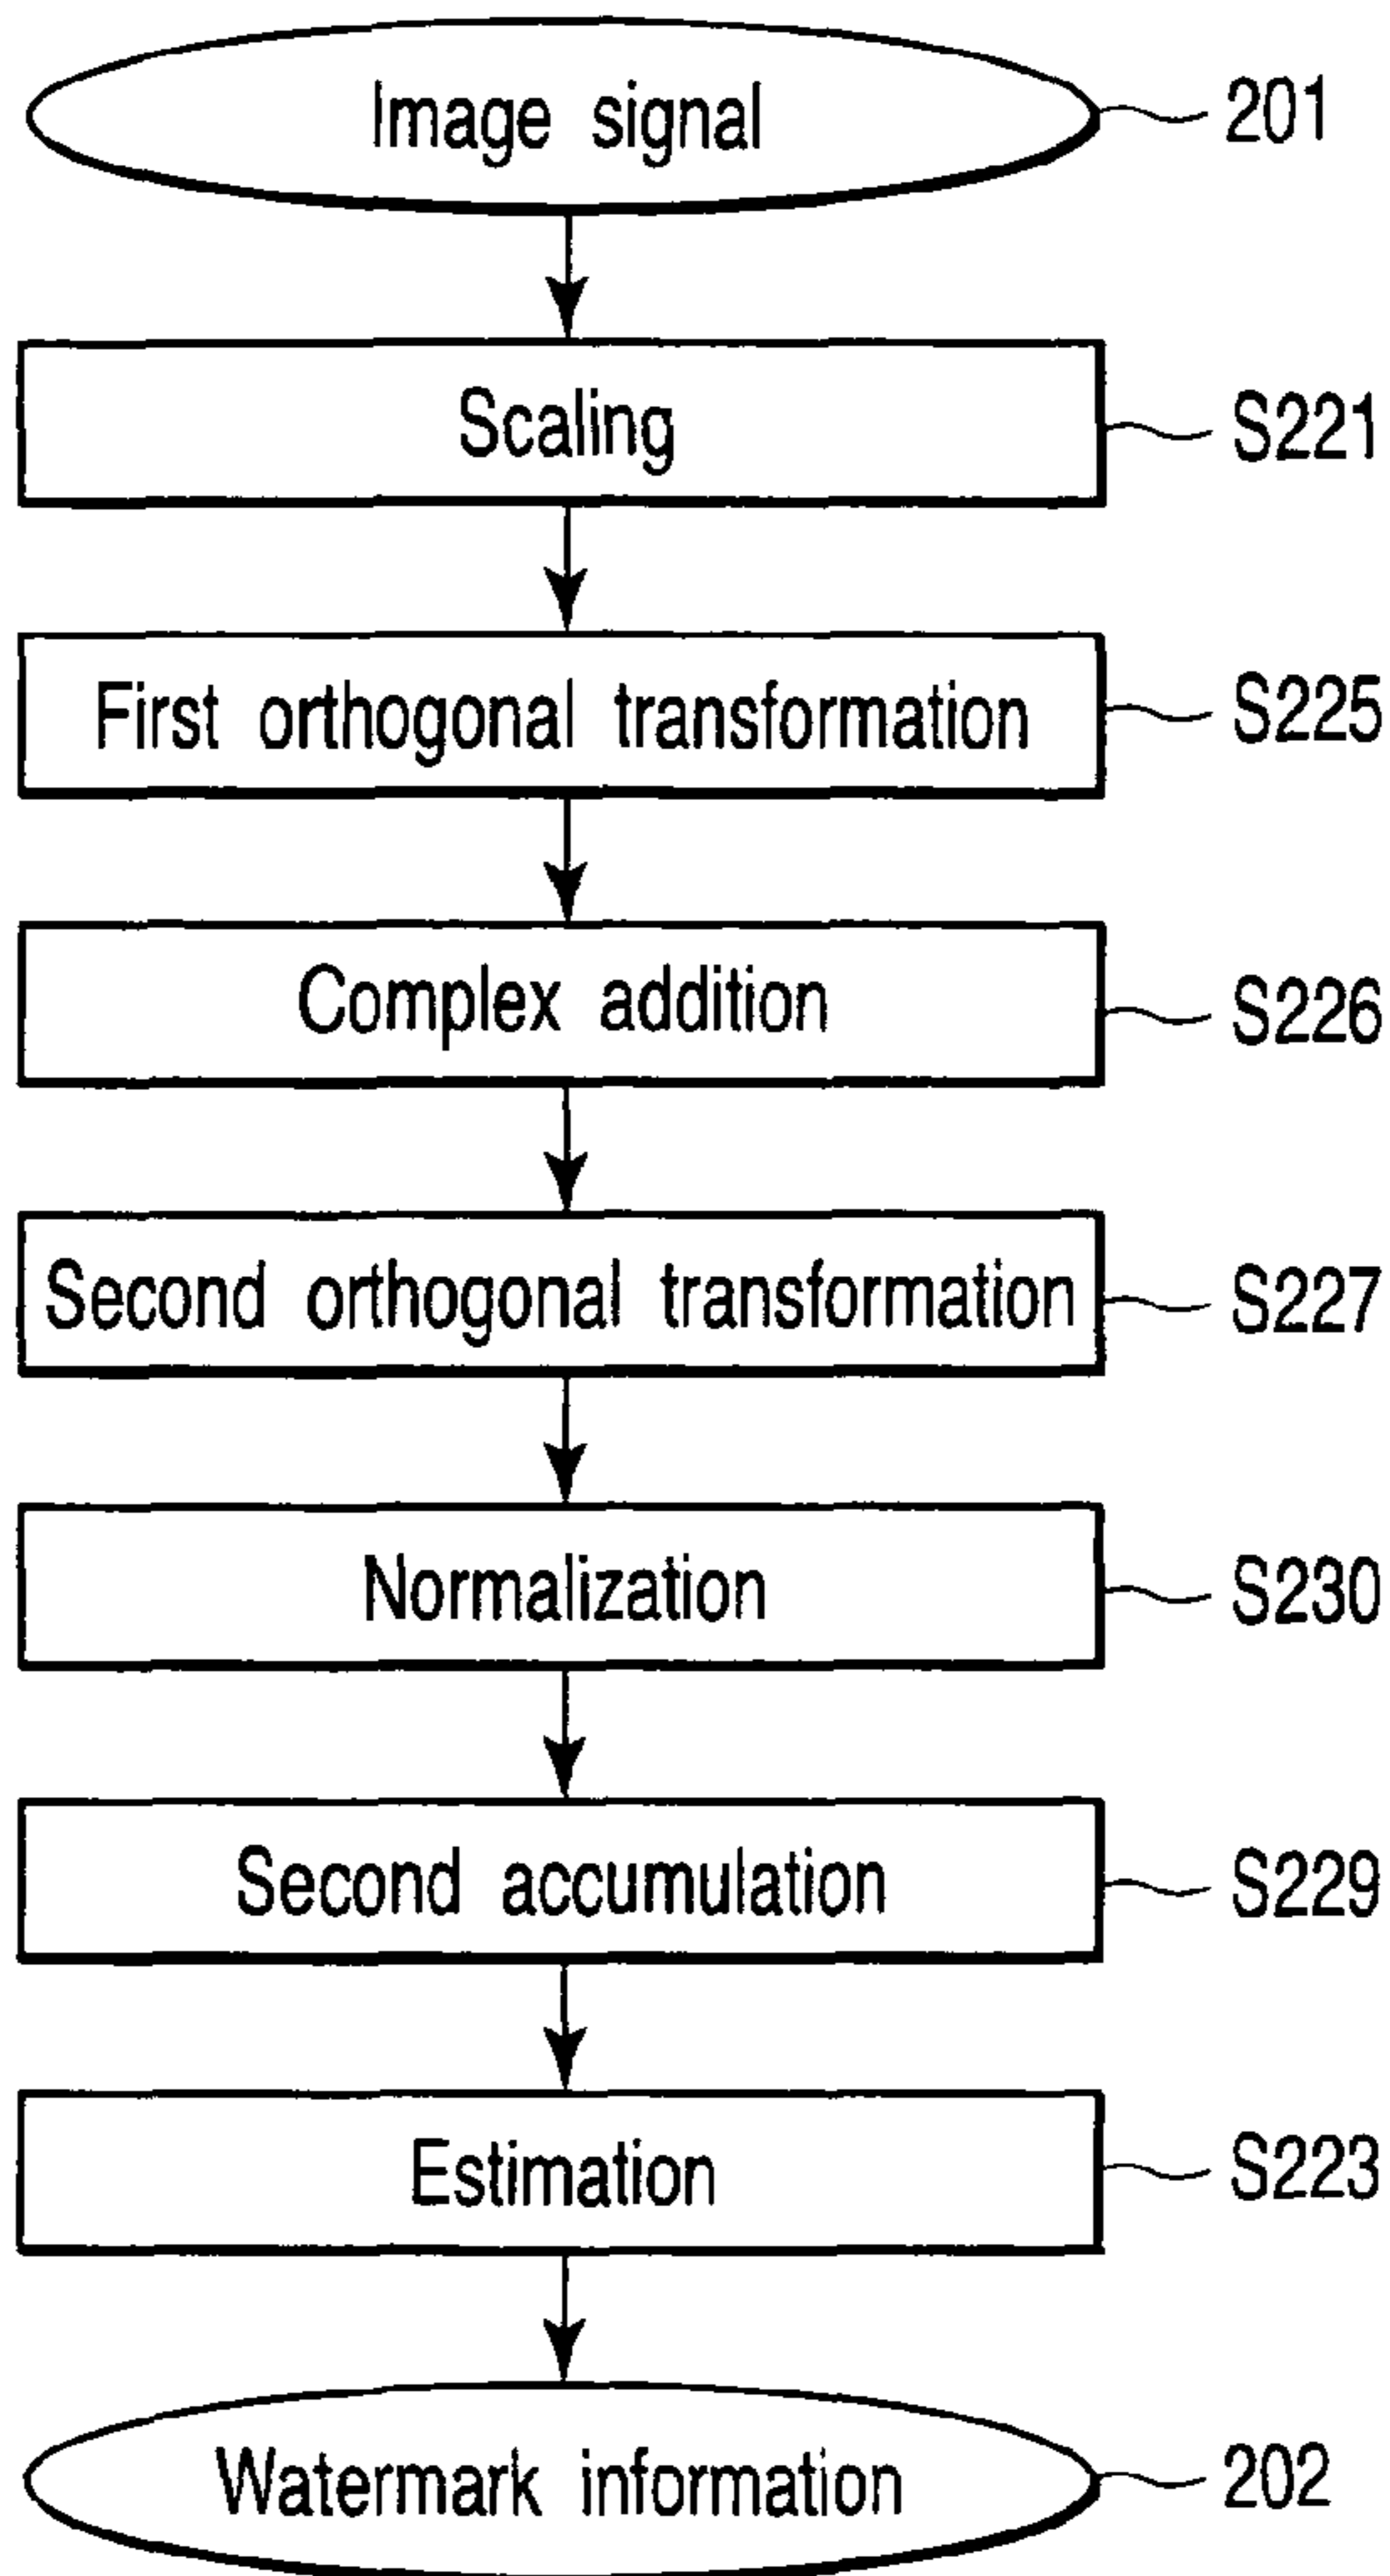 Image signal 201
Scaling S221
First orthogonal transformation S225
Complex addition S226
Second orthogonal transformation S227
Normalization S230
Second accumulation S229
Estimation S223
Watermark information 202